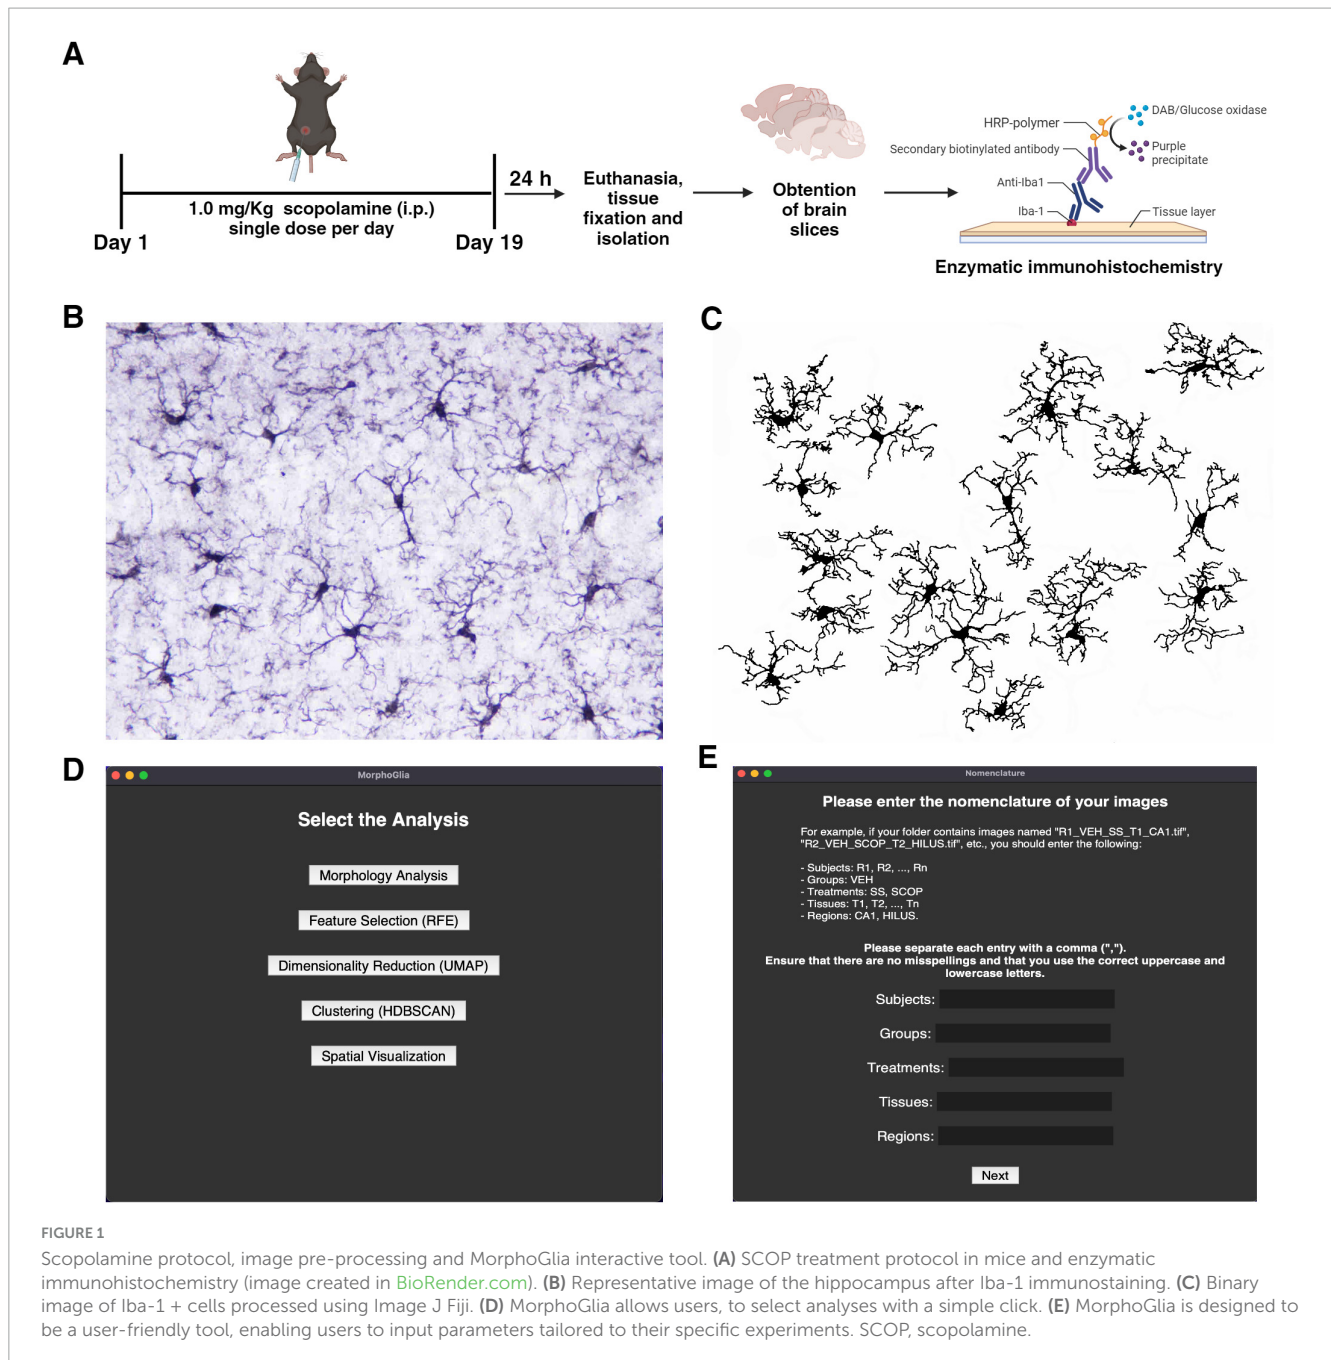 A
DAB/Glucose oxidase
HRP-polymer
Secondary biotinylated antibody
Purple
precipitate
Anti-Iba1
Iba-1
Tissue layer
24 h
1.0 mg/Kg scopolamine (i.p.)
single dose per day
Day 1
Day 19
Euthanasia,
tissue
fixation and
isolation
Obtention
of brain
slices
Enzymatic immunohistochemistry
B
C
D
MorphoGlia
Select the Analysis
Morphology Analysis
Feature Selection (RFE)
Dimensionality Reduction (UMAP)
Clustering (HDBSCAN)
Spatial Visualization
E
Nomenclature
Please enter the nomenclature of your images
For example, if your folder contains images named "R1_VEH_SS_T1_CA1.tif",
"R2_VEH_SCOP_T2_HILUS.tif", etc., you should enter the following:
- Subjects: R1, R2, ..., Rn
- Groups: VEH
- Treatments: SS, SCOP
- Tissues: T1, T2, ..., Tn
- Regions: CA1, HILUS.
Please separate each entry with a comma (",").
Ensure that there are no misspellings and that you use the correct uppercase and
lowercase letters.
Subjects:
Groups:
Treatments:
Tissues:
Regions:
Next
FIGURE 1
Scopolamine protocol, image pre-processing and MorphoGlia interactive tool. (A) SCOP treatment protocol in mice and enzymatic
immunohistochemistry (image created in BioRender.com). (B) Representative image of the hippocampus after Iba-1 immunostaining. (C) Binary
image of Iba-1 + cells processed using Image J Fiji. (D) MorphoGlia allows users, to select analyses with a simple click. (E) MorphoGlia is designed to
be a user-friendly tool, enabling users to input parameters tailored to their specific experiments. SCOP, scopolamine.